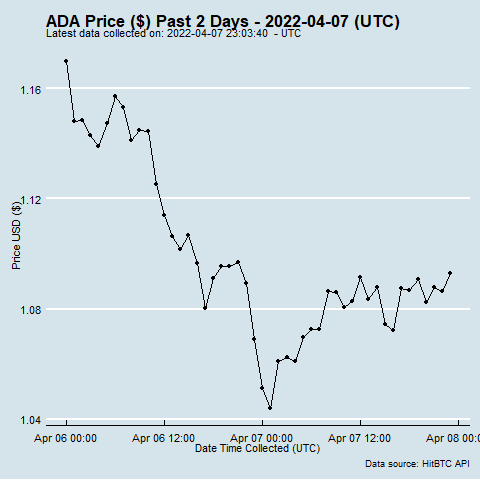 ADA Price ($) Past 2 Days - 2022-04-07 (UTC)
Latest data collected on: 2022-04-07 23:03:40 - UTC
1.16
1.12
1.08
1.04
Price USD ($)
Apr 06 00:00 Apr 06 12:00 Apr 07 00:00 Apr 07 12:00 Apr 08 00:00
Date Time Collected (UTC)
Data source: HitBTC API